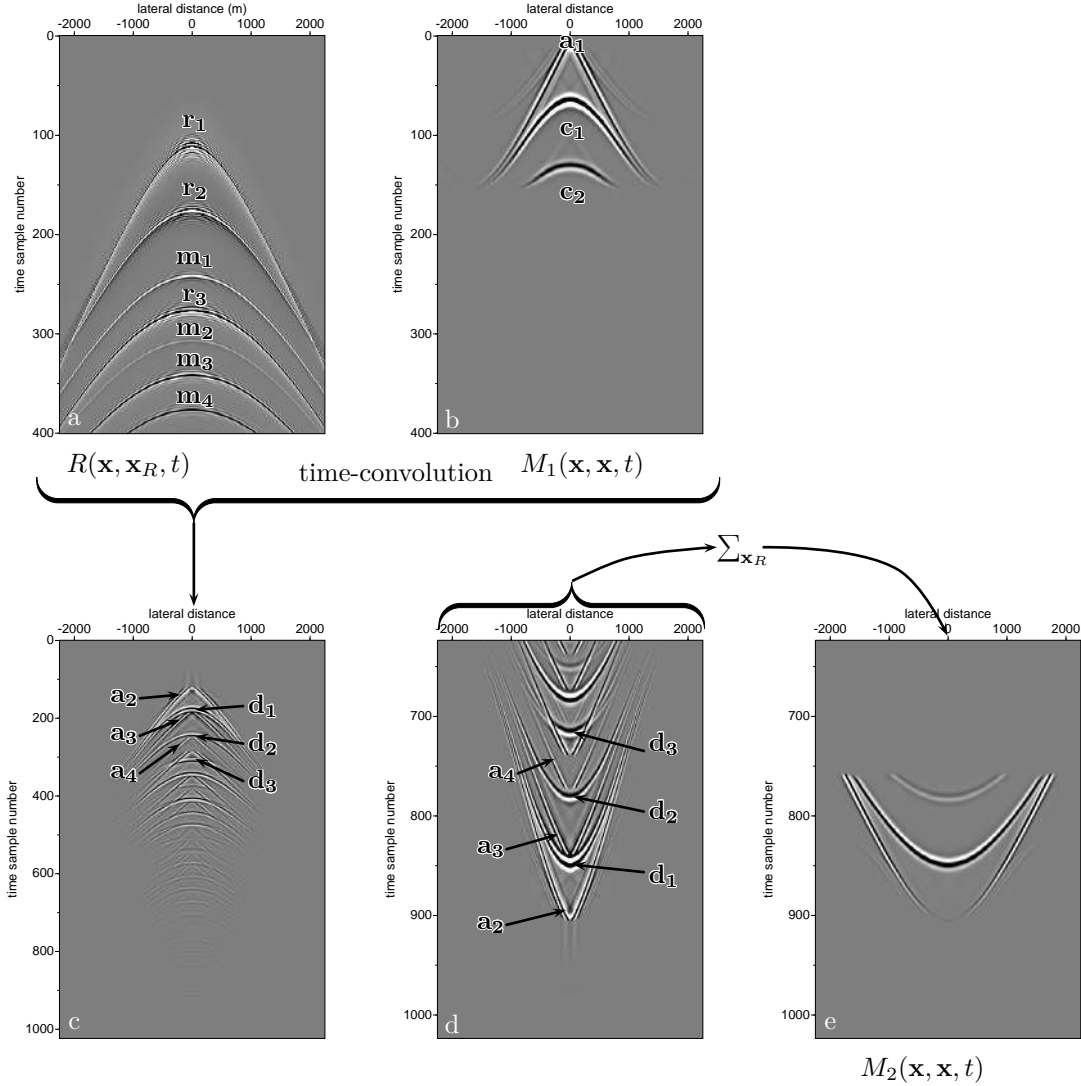 lateral distance (m)
-2000 -1000 0 1000 2000
0
100
200
300
400
time sample number
r1
r2
m1
r3
m2
m3
m4
a
lateral distance
-2000 -1000 0 1000 2000
0
100
200
300
400
time sample number
a1
c1
c2
b
R(x, xR, t)
time-convolution
M1(x, x, t)
∑xR
lateral distance
-2000 -1000 0 1000 2000
0
200
400
600
800
1000
time sample number
a2
a3
a4
d1
d2
d3
c
lateral distance
-2000 -1000 0 1000 2000
700
800
900
1000
time sample number
d3
a4
d2
a3
d1
a2
d
lateral distance
-2000 -1000 0 1000 2000
700
800
900
1000
time sample number
e
M2(x, x, t)